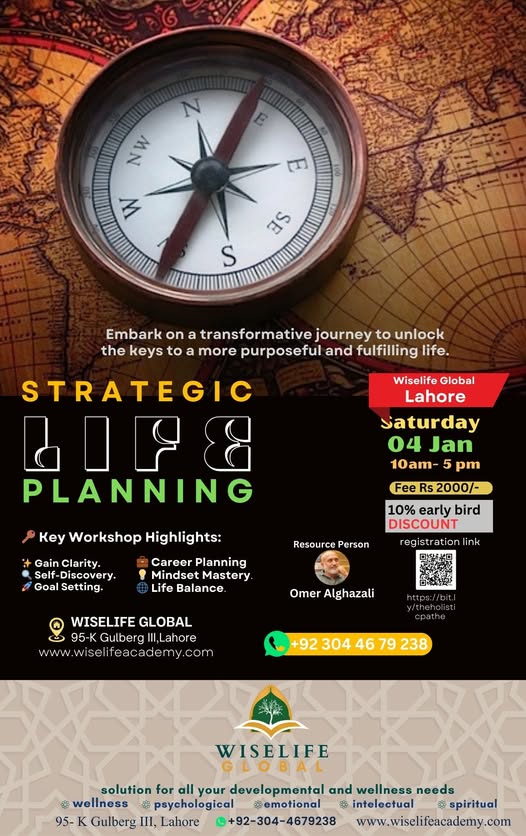 N
E
E
SE
S
W
NW
Embark on a transformative journey to unlock
the keys to a more purposeful and fulfilling life.
STRATEGIC
LIFE
PLANNING
Wiselife Global
Lahore
Saturday
04 Jan
10am- 5 pm
Fee Rs 2000/-
10% early bird
DISCOUNT
registration link
https://bit.l
y/theholisti
cpathe
Key Workshop Highlights:
Gain Clarity.
Self-Discovery.
Goal Setting.
Career Planning
Mindset Mastery.
Life Balance.
Resource Person
Omer Alghazali
WISELIFE GLOBAL
95-K Gulberg III,Lahore
www.wiselifeacademy.com
+92 304 46 79 238
WISELIFE
GLOBAL
solution for all your developmental and wellness needs
wellness psychological emotional intelectual spiritual
95- K Gulberg III, Lahore +92-304-4679238 www.wiselifeacademy.com